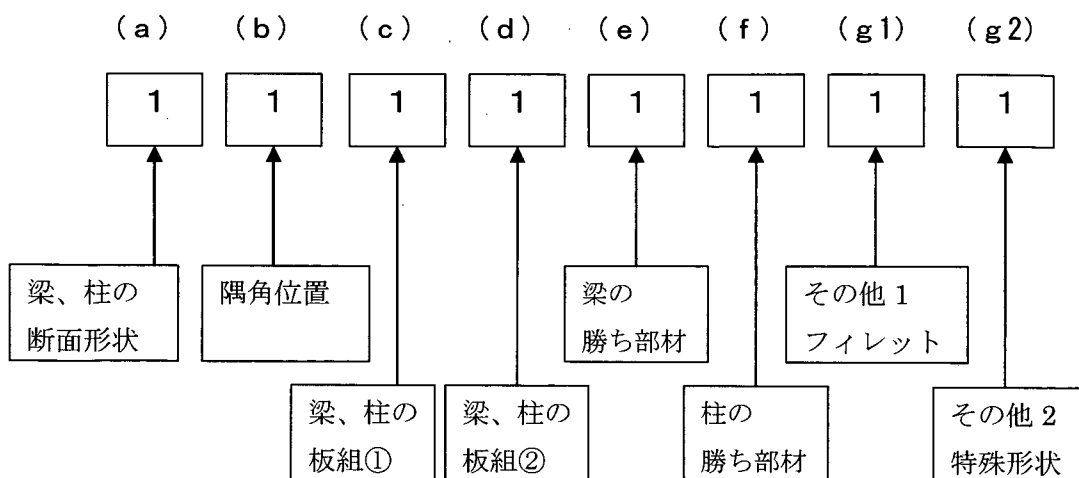 (a) (b) (c) (d) (e) (f) (g1) (g2)
1 1 1 1 1 1 1 1
梁、柱の
断面形状
隅角位置
梁の
勝ち部材
その他 1
フィレット
梁、柱の
板組①
梁、柱の
板組②
柱の
勝ち部材
その他 2
特殊形状